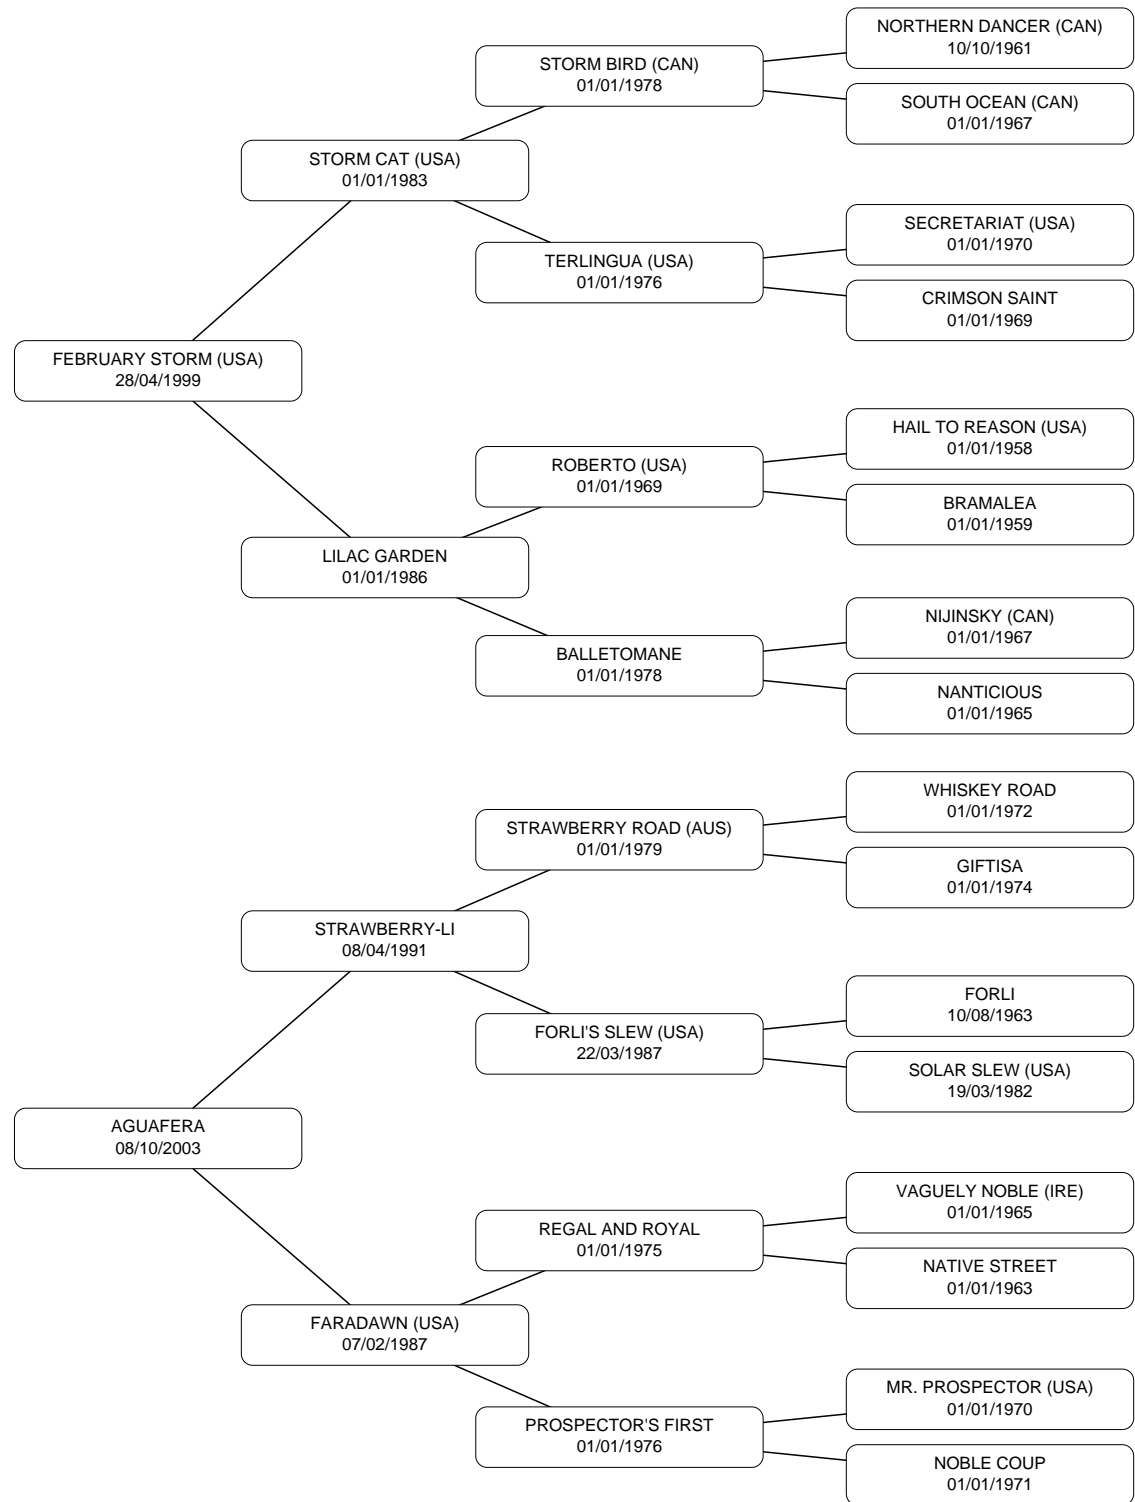 NORTHERN DANCER (CAN)
10/10/1961
STORM BIRD (CAN)
01/01/1978
SOUTH OCEAN (CAN)
01/01/1967
STORM CAT (USA)
01/01/1983
SECRETARIAT (USA)
01/01/1970
TERLINGUA (USA)
01/01/1976
CRIMSON SAINT
01/01/1969
FEBRUARY STORM (USA)
28/04/1999
HAIL TO REASON (USA)
01/01/1958
ROBERTO (USA)
01/01/1969
BRAMALEA
01/01/1959
LILAC GARDEN
01/01/1986
NIJINSKY (CAN)
01/01/1967
BALLETOMANE
01/01/1978
NANTICIOUS
01/01/1965
WHISKEY ROAD
01/01/1972
STRAWBERRY ROAD (AUS)
01/01/1979
GIFTISA
01/01/1974
STRAWBERRY-LI
08/04/1991
FORLI
10/08/1963
FORLI'S SLEW (USA)
22/03/1987
SOLAR SLEW (USA)
19/03/1982
AGUAFERA
08/10/2003
VAGUELY NOBLE (IRE)
01/01/1965
REGAL AND ROYAL
01/01/1975
NATIVE STREET
01/01/1963
FARADAWN (USA)
07/02/1987
MR. PROSPECTOR (USA)
01/01/1970
PROSPECTOR'S FIRST
01/01/1976
NOBLE COUP
01/01/1971